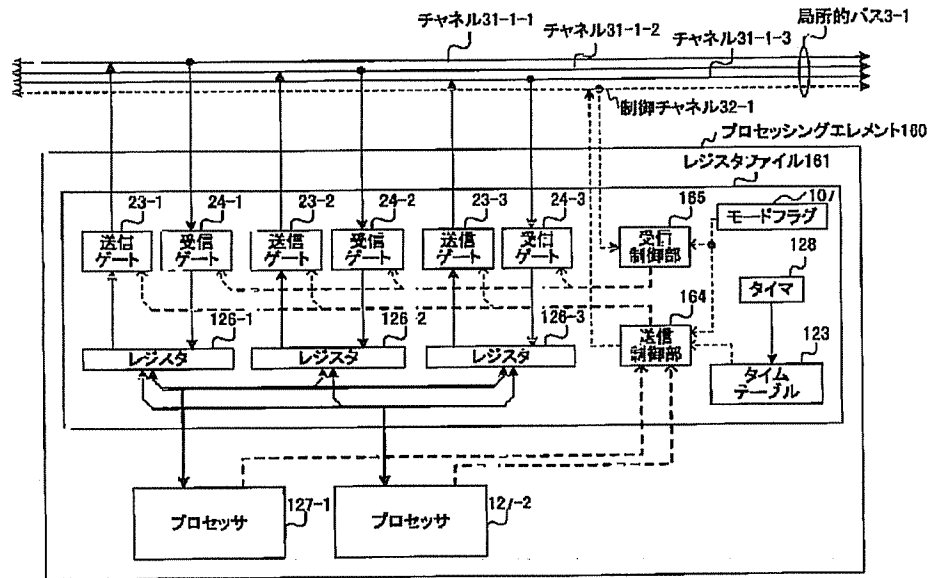 局所的バス3-1
チャネル31-1-1
チャネル31-1-2
チャネル31-1-3
制御チャネル32-1
プロセッシングエレメント160
レジスタファイル161
23-1
24-1
23-2
24-2
23-3
24-3
165
10/
送信
ゲート
受信
ゲート
送信
ゲート
受信
ゲート
送信
ゲート
受信
ゲート
受信
制御部
モードフラグ
128
タイマ
126-1
126-2
126-3
164
123
レジスタ
レジスタ
レジスタ
送信
制御部
タイム
テーブル
127-1
12/-2
プロセッサ
プロセッサ